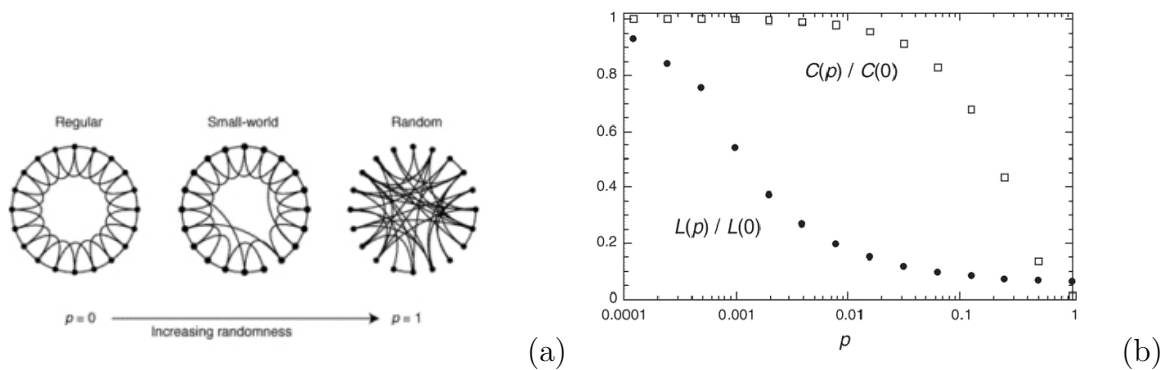 Regular
Small-world
Random
p = 0
Increasing randomness
p = 1
(a)
1
0.8
0.6
0.4
0.2
0
C(p) / C(0)
L(p) / L(0)
0.0001
0.001
0.01
0.1
1
p
(b)